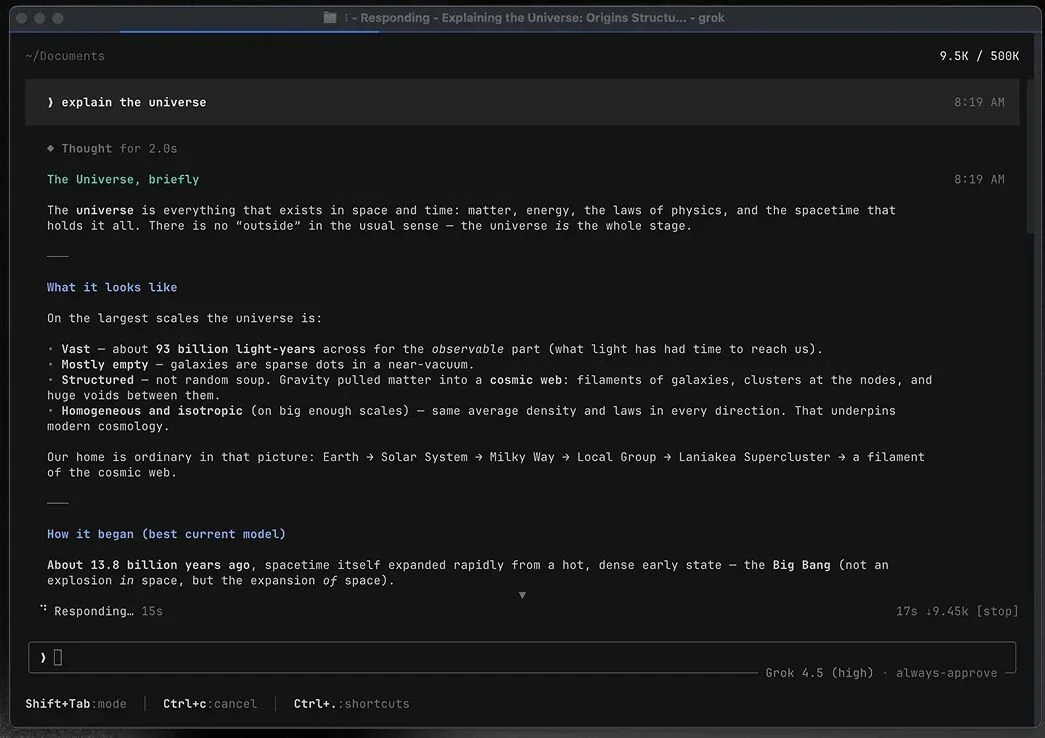 - Responding - Explaining the Universe: Origins Structu... - grok
~/Documents 9.5K / 500K
❯ explain the universe 8:19 AM
◆ Thought for 2.0s
The Universe, briefly 8:19 AM
The universe is everything that exists in space and time: matter, energy, the laws of physics, and the spacetime that
holds it all. There is no “outside” in the usual sense — the universe is the whole stage.
What it looks like
On the largest scales the universe is:
• Vast — about 93 billion light-years across for the observable part (what light has had time to reach us).
• Mostly empty — galaxies are sparse dots in a near-vacuum.
• Structured — not random soup. Gravity pulled matter into a cosmic web: filaments of galaxies, clusters at the nodes, and
huge voids between them.
• Homogeneous and isotropic (on big enough scales) — same average density and laws in every direction. That underpins
modern cosmology.
Our home is ordinary in that picture: Earth → Solar System → Milky Way → Local Group → Laniakea Supercluster → a filament
of the cosmic web.
How it began (best current model)
About 13.8 billion years ago, spacetime itself expanded rapidly from a hot, dense early state — the Big Bang (not an
explosion in space, but the expansion of space).
Responding… 15s 17s ↓9.45k [stop]
❯
Grok 4.5 (high) · always-approve
Shift+Tab:mode │ Ctrl+c:cancel │ Ctrl+.:shortcuts